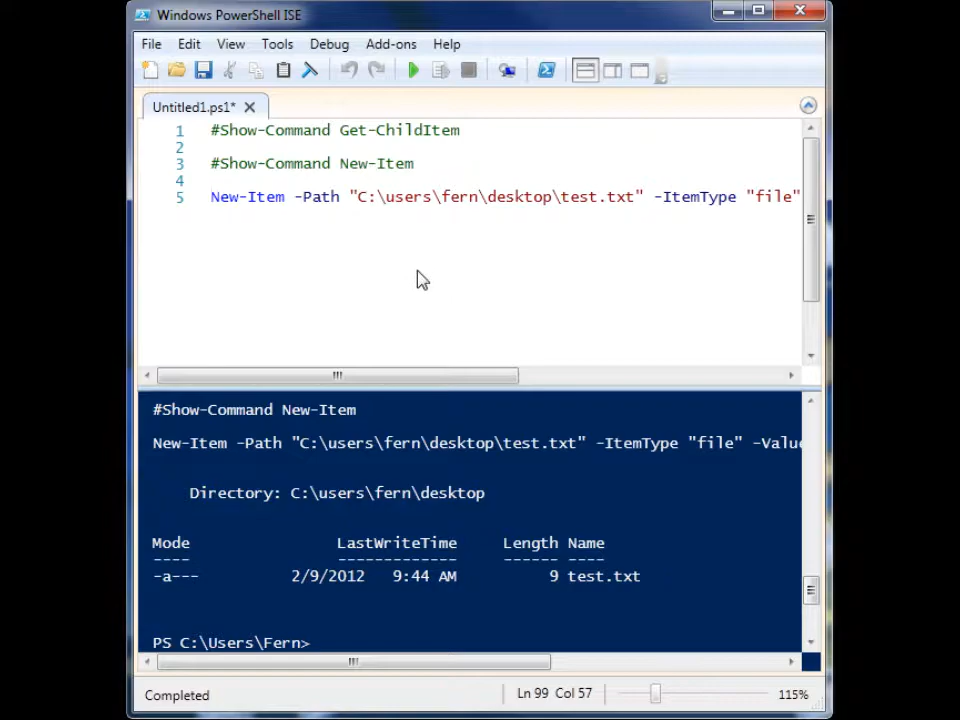 Windows PowerShell ISE
File Edit View Tools Debug Add-ons Help
Untitled1.ps1*
1 #Show-Command Get-ChildItem
2
3 #Show-Command New-Item
4
5 New-Item -Path "C:\users\fern\desktop\test.txt" -ItemType "file"
#Show-Command New-Item
New-Item -Path "C:\users\fern\desktop\test.txt" -ItemType "file" -Value
Directory: C:\users\fern\desktop
Mode LastWriteTime Length Name
---- ------------- ------ ----
-a--- 2/9/2012 9:44 AM 9 test.txt
PS C:\Users\Fern>
Completed Ln 99 Col 57 115%